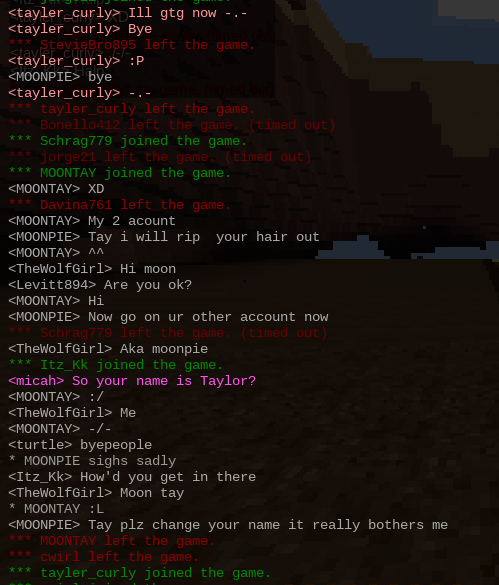 <tayler_curly> Ill gtg now -.-
<tayler_curly> Bye
*** StevieBro895 left the game.
<tayler_curly> :P
<MOONPIE> bye
<tayler_curly> -.-
*** tayler_curly left the game.
*** Bonello412 left the game. (timed out)
*** Schrag779 joined the game.
*** jorge21 left the game. (timed out)
*** MOONTAY joined the game.
<MOONTAY> XD
*** Davina761 left the game.
<MOONTAY> My 2 acount
<MOONPIE> Tay i will rip  your hair out
<MOONTAY> ^^
<TheWolfGirl> Hi moon
<Levitt894> Are you ok?
<MOONTAY> Hi
<MOONPIE> Now go on ur other account now
*** Schrag779 left the game. (timed out)
<TheWolfGirl> Aka moonpie
*** Itz_Kk joined the game.
<micah> So your name is Taylor?
<MOONTAY> :/
<TheWolfGirl> Me
<MOONTAY> -/-
<turtle> byepeople
* MOONPIE sighs sadly
<Itz_Kk> How'd you get in there
<TheWolfGirl> Moon tay
* MOONTAY :L
<MOONPIE> Tay plz change your name it really bothers me
*** MOONTAY left the game.
*** cwirl left the game.
*** tayler_curly joined the game.